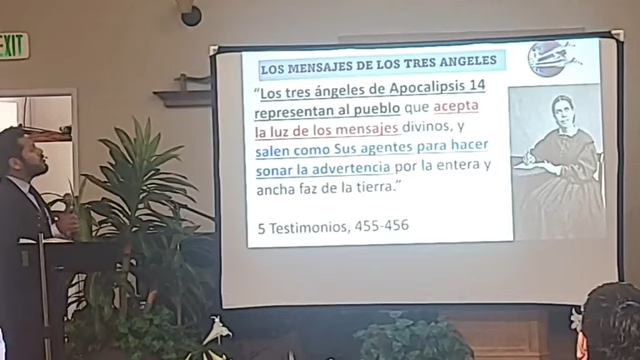 EXIT
LOS MENSAJES DE LOS TRES ANGELES
“Los tres ángeles de Apocalipsis 14
representan al pueblo que acepta
la luz de los mensajes divinos, y
salen como Sus agentes para hacer
sonar la advertencia por la entera y
ancha faz de la tierra.”
5 Testimonios, 455-456